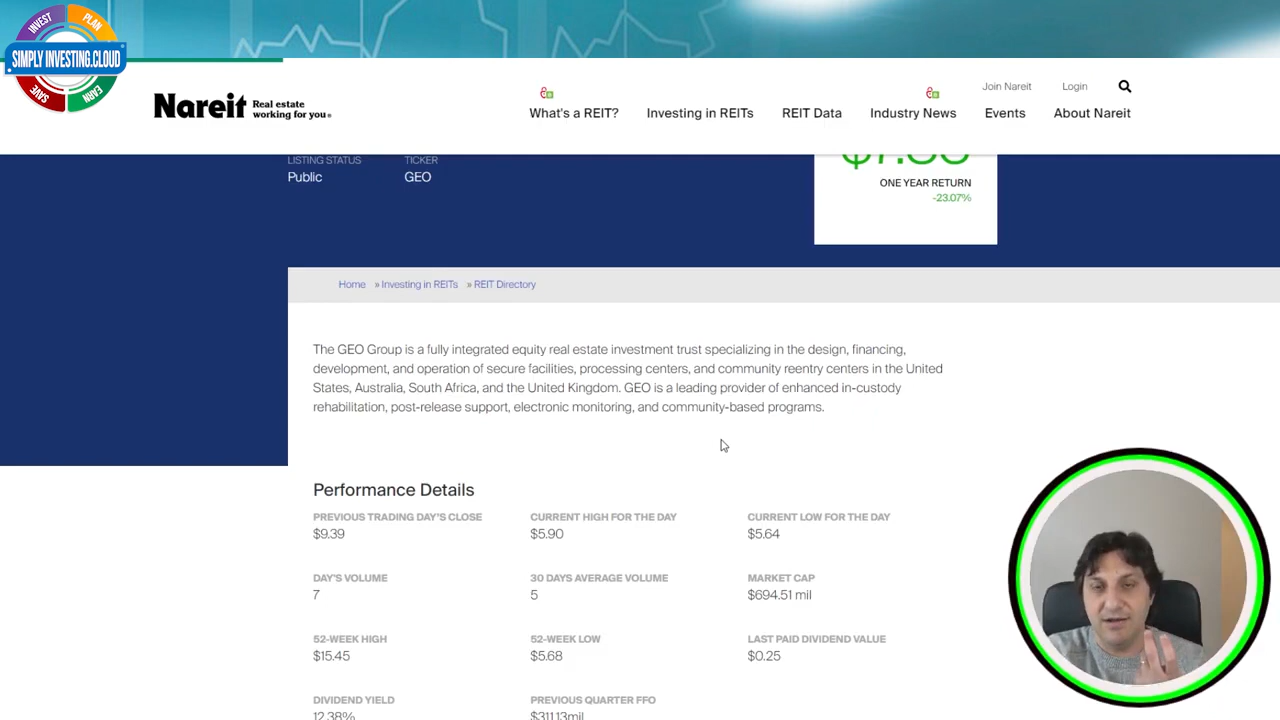 INVEST
PLAN
SIMPLY INVESTING.CLOUD
SAVE
EARN
Nareit
Real estate
working for you.
Join Nareit
Login
What's a REIT?
Investing in REITs
REIT Data
Industry News
Events
About Nareit
LISTING STATUS
TICKER
Public
GEO
ONE YEAR RETURN
-23.07%
Home » Investing in REITs » REIT Directory
The GEO Group is a fully integrated equity real estate investment trust specializing in the design, financing,
development, and operation of secure facilities, processing centers, and community reentry centers in the United
States, Australia, South Africa, and the United Kingdom. GEO is a leading provider of enhanced in-custody
rehabilitation, post-release support, electronic monitoring, and community-based programs.
Performance Details
PREVIOUS TRADING DAY'S CLOSE
CURRENT HIGH FOR THE DAY
CURRENT LOW FOR THE DAY
$9.39
$5.90
$5.64
DAY'S VOLUME
30 DAYS AVERAGE VOLUME
MARKET CAP
7
5
$694.51 mil
52-WEEK HIGH
52-WEEK LOW
LAST PAID DIVIDEND VALUE
$15.45
$5.68
$0.25
DIVIDEND YIELD
PREVIOUS QUARTER FFO
12.38%
$311.13mil